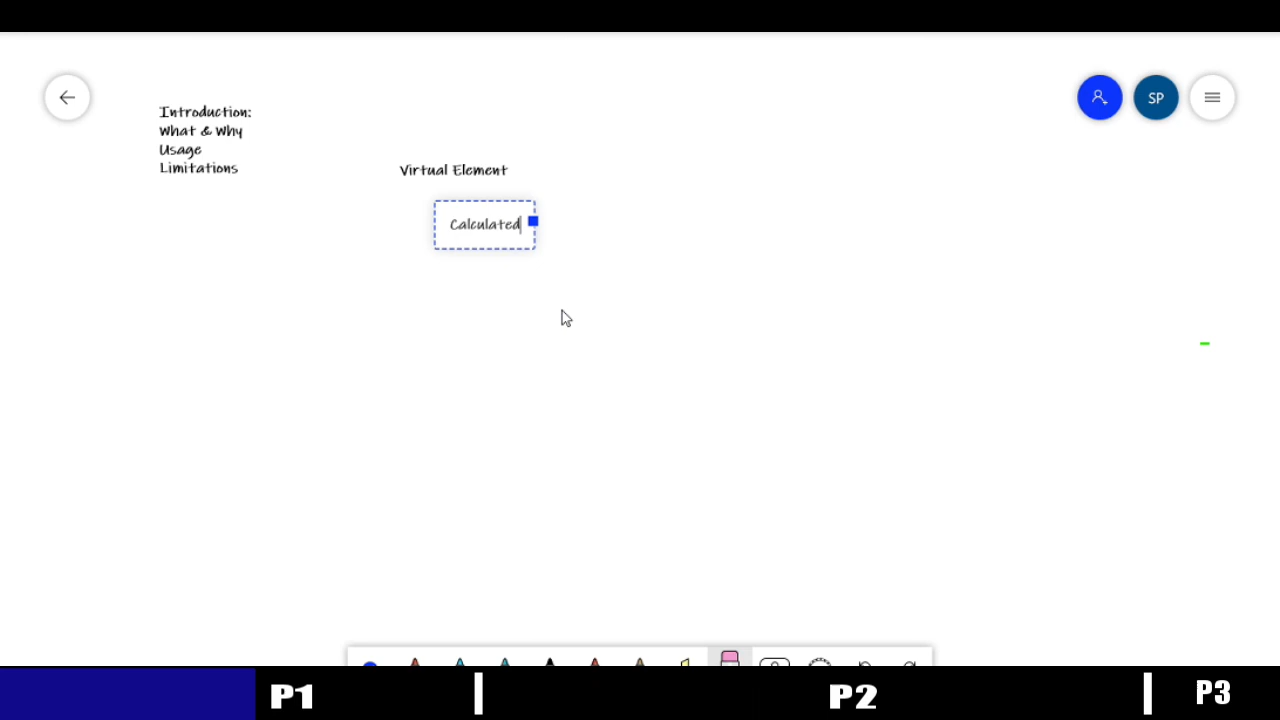 SP
Introduction:
What & Why
Usage
Limitations
Virtual Element
Calculated
P1
P2
P3